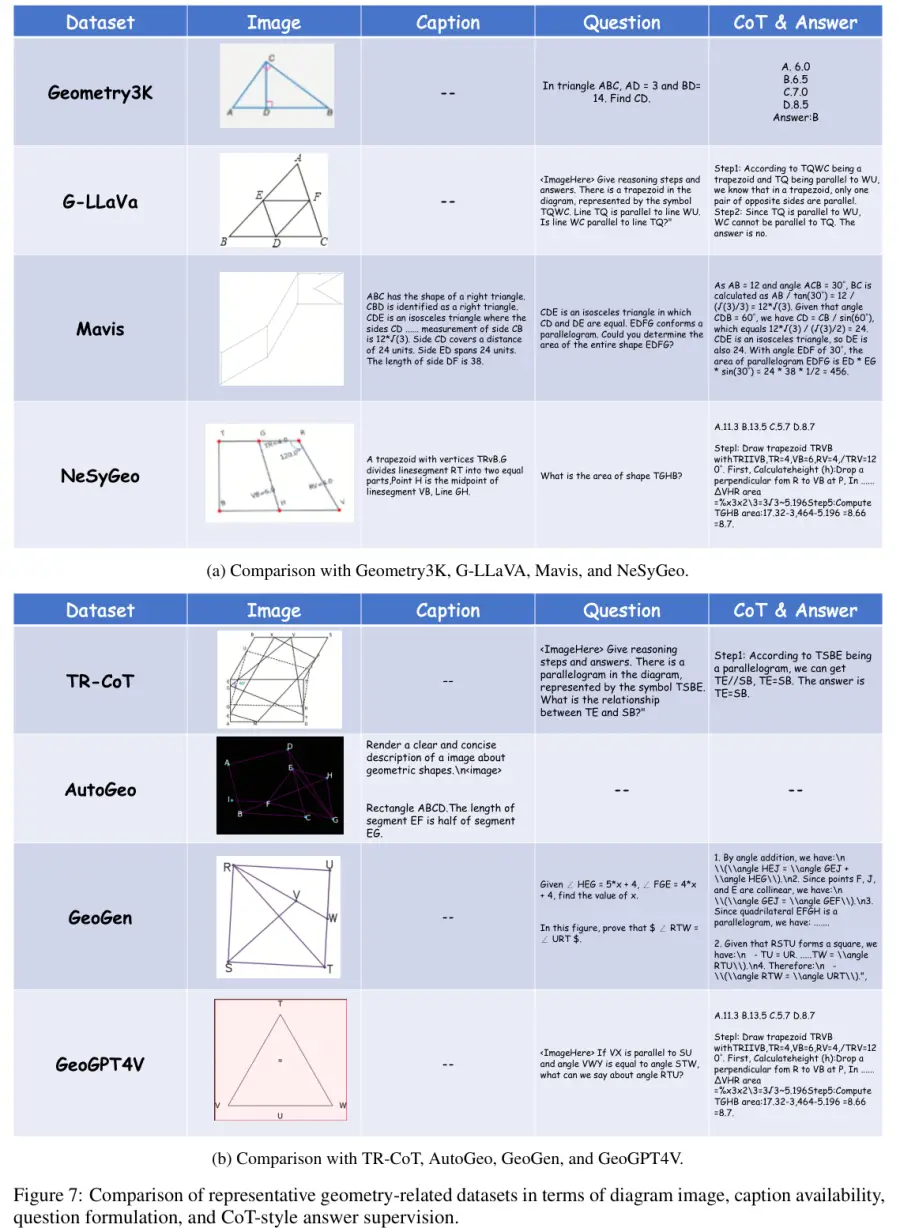 Dataset Image Caption Question CoT & Answer
Geometry3K
C
A D B
--
In triangle ABC, AD = 3 and BD=
14. Find CD.
A. 6.0
B.6.5
C.7.0
D.8.5
Answer:B
G-LLaVa
A
E F
B D C
--
<ImageHere> Give reasoning steps and
answers. There is a trapezoid in the
diagram, represented by the symbol
TQWC. Line TQ is parallel to line WU.
Is line WC parallel to line TQ?"
Step1: According to TQWC being a
trapezoid and TQ being parallel to WU,
we know that in a trapezoid, only one
pair of opposite sides are parallel.
Step2: Since TQ is parallel to WU,
WC cannot be parallel to TQ. The
answer is no.
Mavis
ABC has the shape of a right triangle.
CBD is identified as a right triangle.
CDE is an isosceles triangle where the
sides CD ...... measurement of side CB
is 12*√(3). Side CD covers a distance
of 24 units. Side ED spans 24 units.
The length of side DF is 38.
CDE is an isosceles triangle in which
CD and DE are equal. EDFG conforms a
parallelogram. Could you determine the
area of the entire shape EDFG?
As AB = 12 and angle ACB = 30°, BC is
calculated as AB / tan(30°) = 12 /
(√(3)/3) = 12*√(3). Given that angle
CDB = 60°, we have CD = CB / sin(60°),
which equals 12*√(3) / (√(3)/2) = 24.
CDE is an isosceles triangle, so DE is
also 24. With angle EDF of 30°, the
area of parallelogram EDFG is ED * EG
* sin(30°) = 24 * 38 * 1/2 = 456.
NeSyGeo
T G R
TR=4.0
120.0°
VB=6.0
RV=4.0
B H V
A trapezoid with vertices TRvB.G
divides linesegment RT into two equal
parts,Point H is the midpoint of
linesegment VB, Line GH.
What is the area of shape TGHB?
A.11.3 B.13.5 C.5.7 D.8.7
StepI: Draw trapezoid TRVB
withTRIIVB,TR=4,VB=6,RV=4,/TRV=12
0°. First, Calculateheight (h):Drop a
perpendicular fom R to VB at P, In ......
ΔVHR area
=%x3x2\3=3√3~5.196Step5:Compute
TGHB area:17.32-3,464-5.196 =8.66
=8.7.
(a) Comparison with Geometry3K, G-LLaVA, Mavis, and NeSyGeo.
Dataset Image Caption Question CoT & Answer
TR-CoT
--
<ImageHere> Give reasoning
steps and answers. There is a
parallelogram in the diagram,
represented by the symbol TSBE.
What is the relationship
between TE and SB?"
Step1: According to TSBE being
a parallelogram, we can get
TE//SB, TE=SB. The answer is
TE=SB.
AutoGeo
D
A E
H
I F
B C G
Render a clear and concise
description of a image about
geometric shapes.\n<image>
Rectangle ABCD.The length of
segment EF is half of segment
EG.
--
--
GeoGen
R U
V
W
S T
--
Given ∠ HEG = 5*x + 4, ∠ FGE = 4*x
+ 4, find the value of x.
In this figure, prove that $ ∠ RTW =
∠ URT $.
1. By angle addition, we have:\n
\\(\\angle HEJ = \\angle GEJ +
\\angle HEG\\).\n2. Since points F, J,
and E are collinear, we have:\n
\\(\\angle GEJ = \\angle GEF\\).\n3.
Since quadrilateral EFGH is a
parallelogram, we have: .......
2. Given that RSTU forms a square, we
have:\n - TU = UR. .....TW = \\angle
RTU\\).\n4. Therefore:\n -
\\(\\angle RTW = \\angle URT\\).",
GeoGPT4V
T
V W
U
--
<ImageHere> If VX is parallel to SU
and angle VWY is equal to angle STW,
what can we say about angle RTU?
A.11.3 B.13.5 C.5.7 D.8.7
StepI: Draw trapezoid TRVB
withTRIIVB,TR=4,VB=6,RV=4,/TRV=12
0°. First, Calculateheight (h):Drop a
perpendicular fom R to VB at P, In ......
ΔVHR area
=%x3x2\3=3√3~5.196Step5:Compute
TGHB area:17.32-3,464-5.196 =8.66
=8.7.
(b) Comparison with TR-CoT, AutoGeo, GeoGen, and GeoGPT4V.
Figure 7: Comparison of representative geometry-related datasets in terms of diagram image, caption availability,
question formulation, and CoT-style answer supervision.